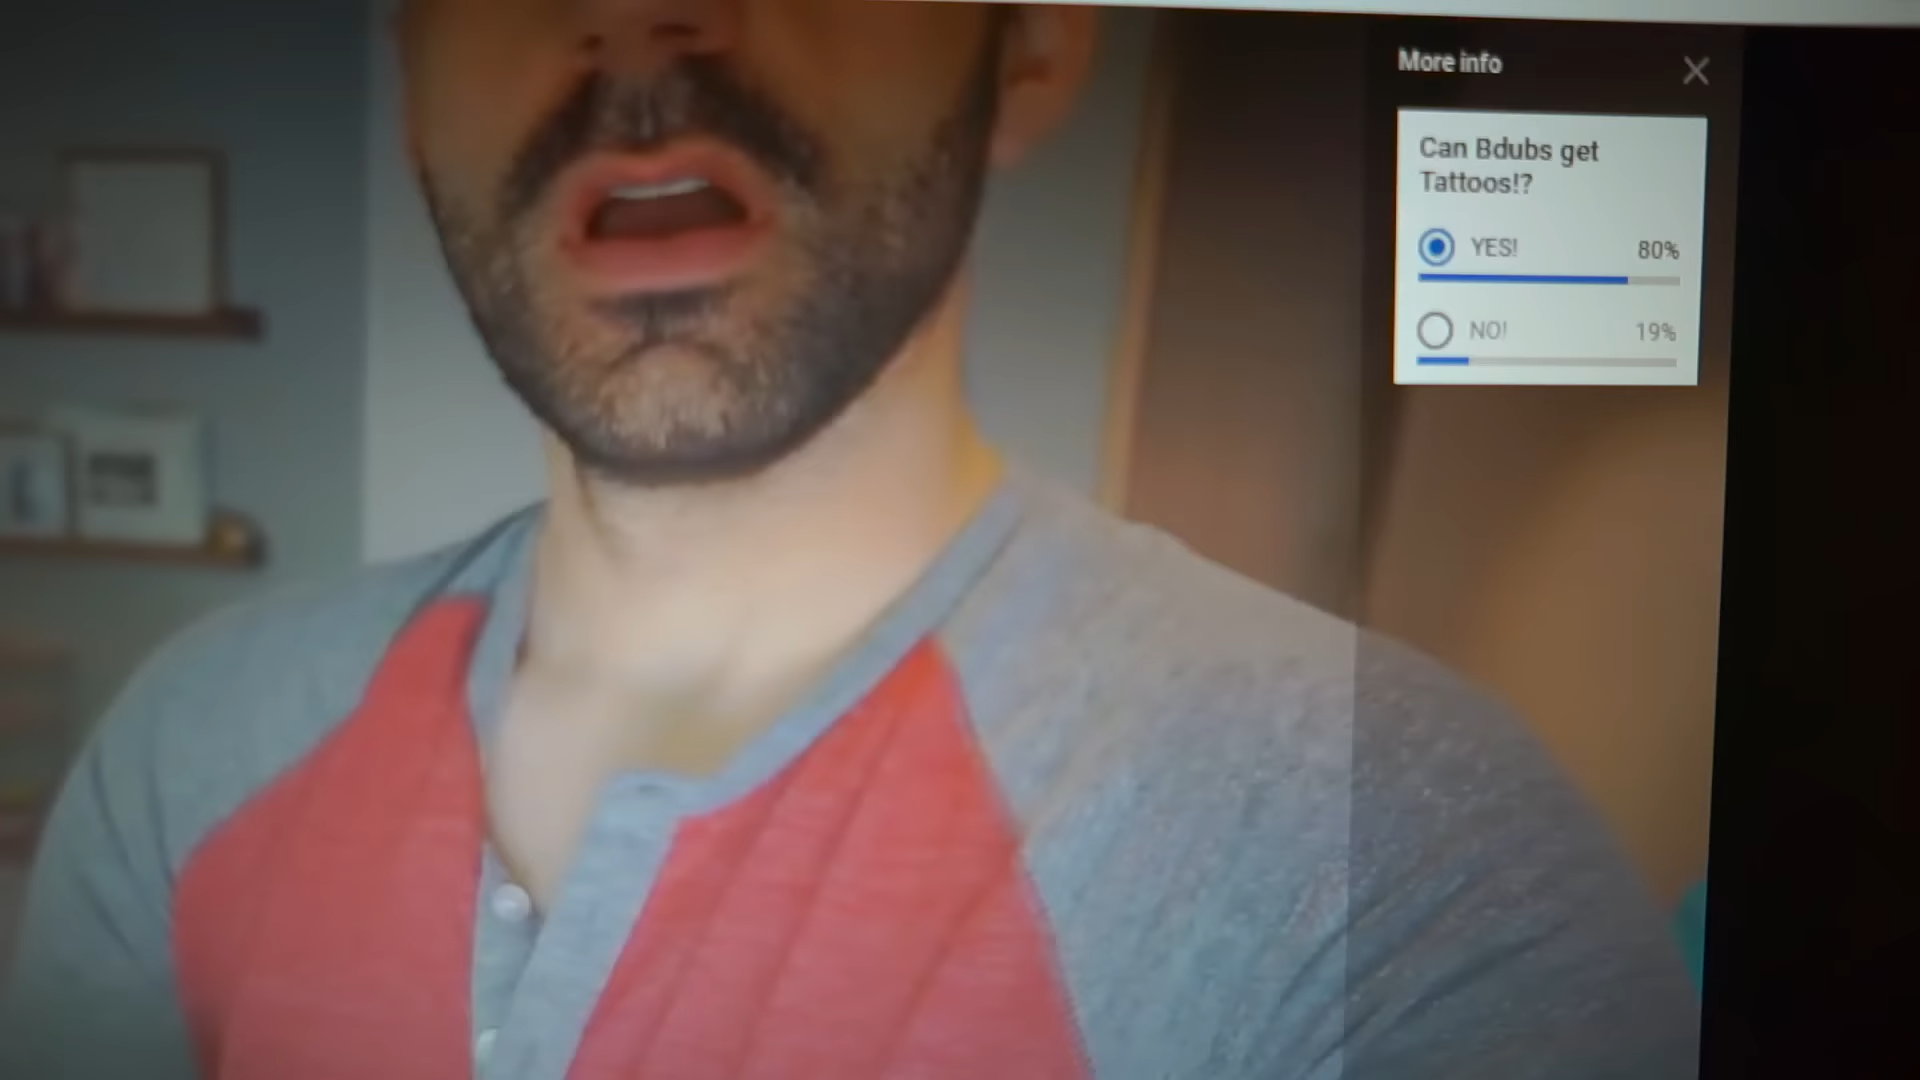 More info
Can Bdubs get
Tattoos!?
YES! 80%
NO! 19%